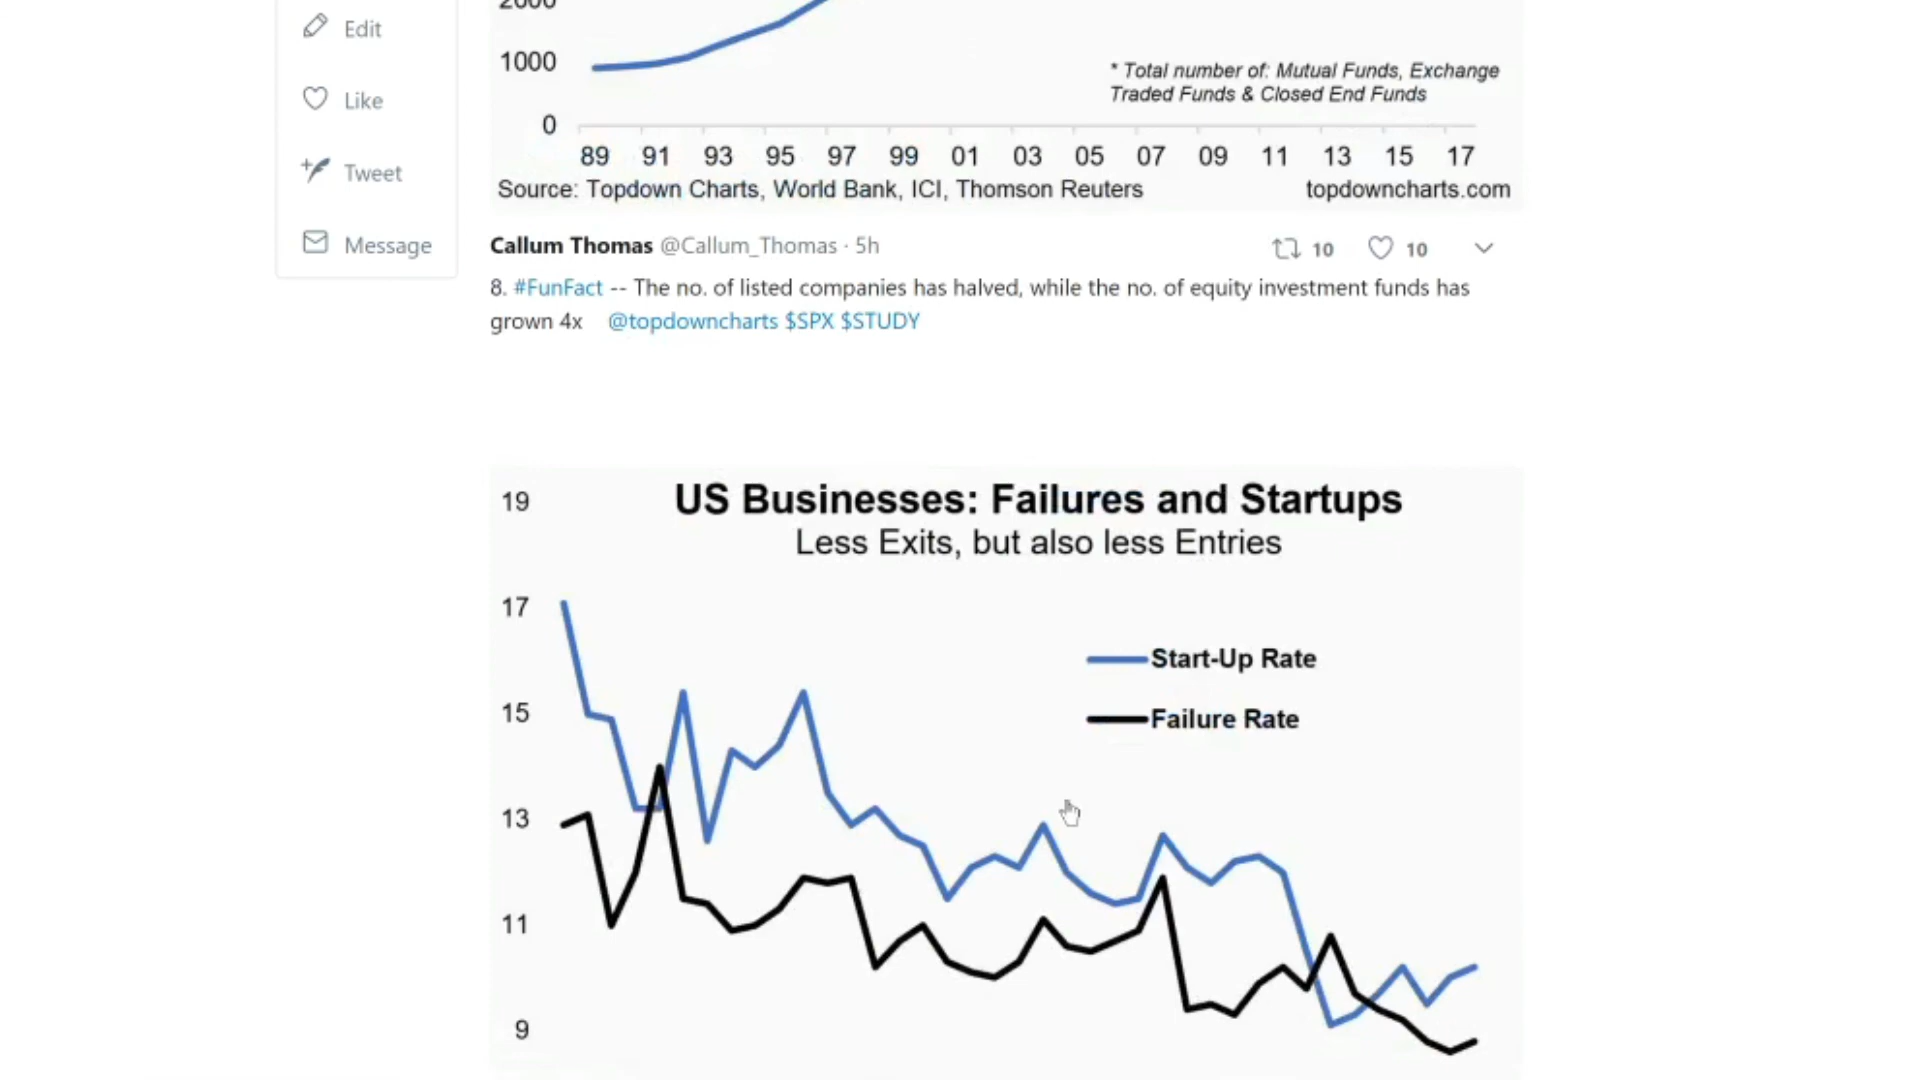 Edit
Like
Tweet
Message
2000
1000
0
* Total number of: Mutual Funds, Exchange
Traded Funds & Closed End Funds
89 91 93 95 97 99 01 03 05 07 09 11 13 15 17
Source: Topdown Charts, World Bank, ICI, Thomson Reuters topdowncharts.com
Callum Thomas @Callum_Thomas · 5h 10 10
8. #FunFact -- The no. of listed companies has halved, while the no. of equity investment funds has
grown 4x @topdowncharts $SPX $STUDY
US Businesses: Failures and Startups
Less Exits, but also less Entries
19
17
15
13
11
9
Start-Up Rate
Failure Rate